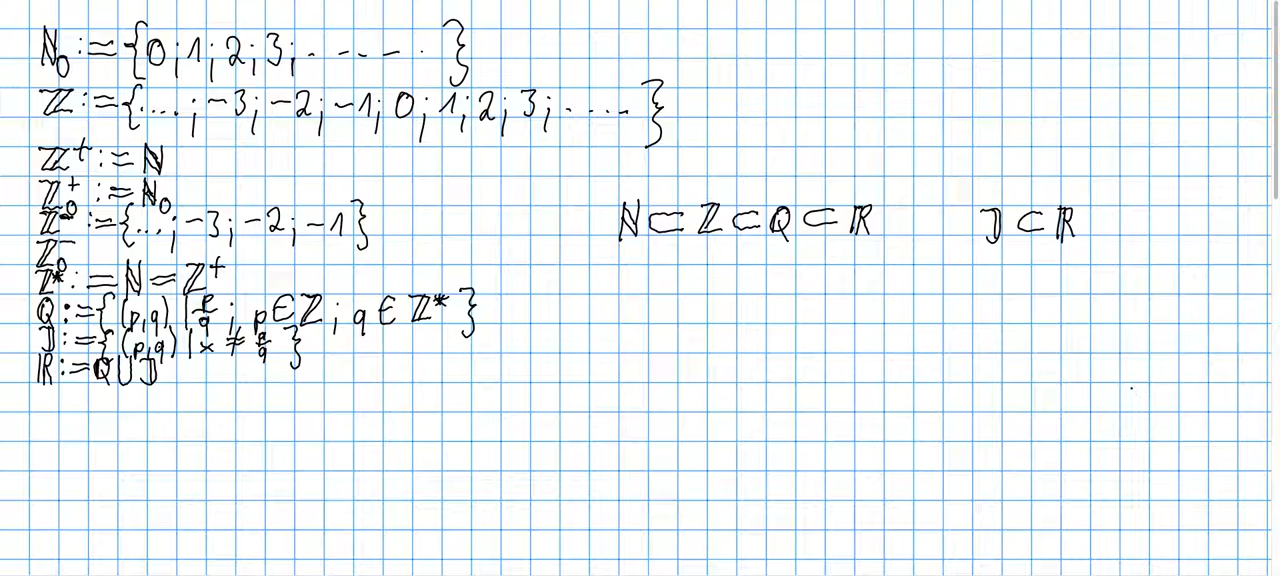 ℕ₀ := {0;1;2;3;..... }
ℤ := {....;-3;-2;-1;0;1;2;3;..... }
ℤ⁺ := ℕ
ℤ₀⁺ := ℕ₀
ℤ⁻ := {...;-3;-2;-1}
ℤ₀⁻
ℤ* := ℕ = ℤ⁺
ℚ := {(p,q) | p/q ; p ∈ ℤ ; q ∈ ℤ* }
𝕁 := {(p,q) | x ≠ p/q }
ℝ := ℚ ∪ 𝕁
ℕ ⊂ ℤ ⊂ ℚ ⊂ ℝ
𝕁 ⊂ ℝ